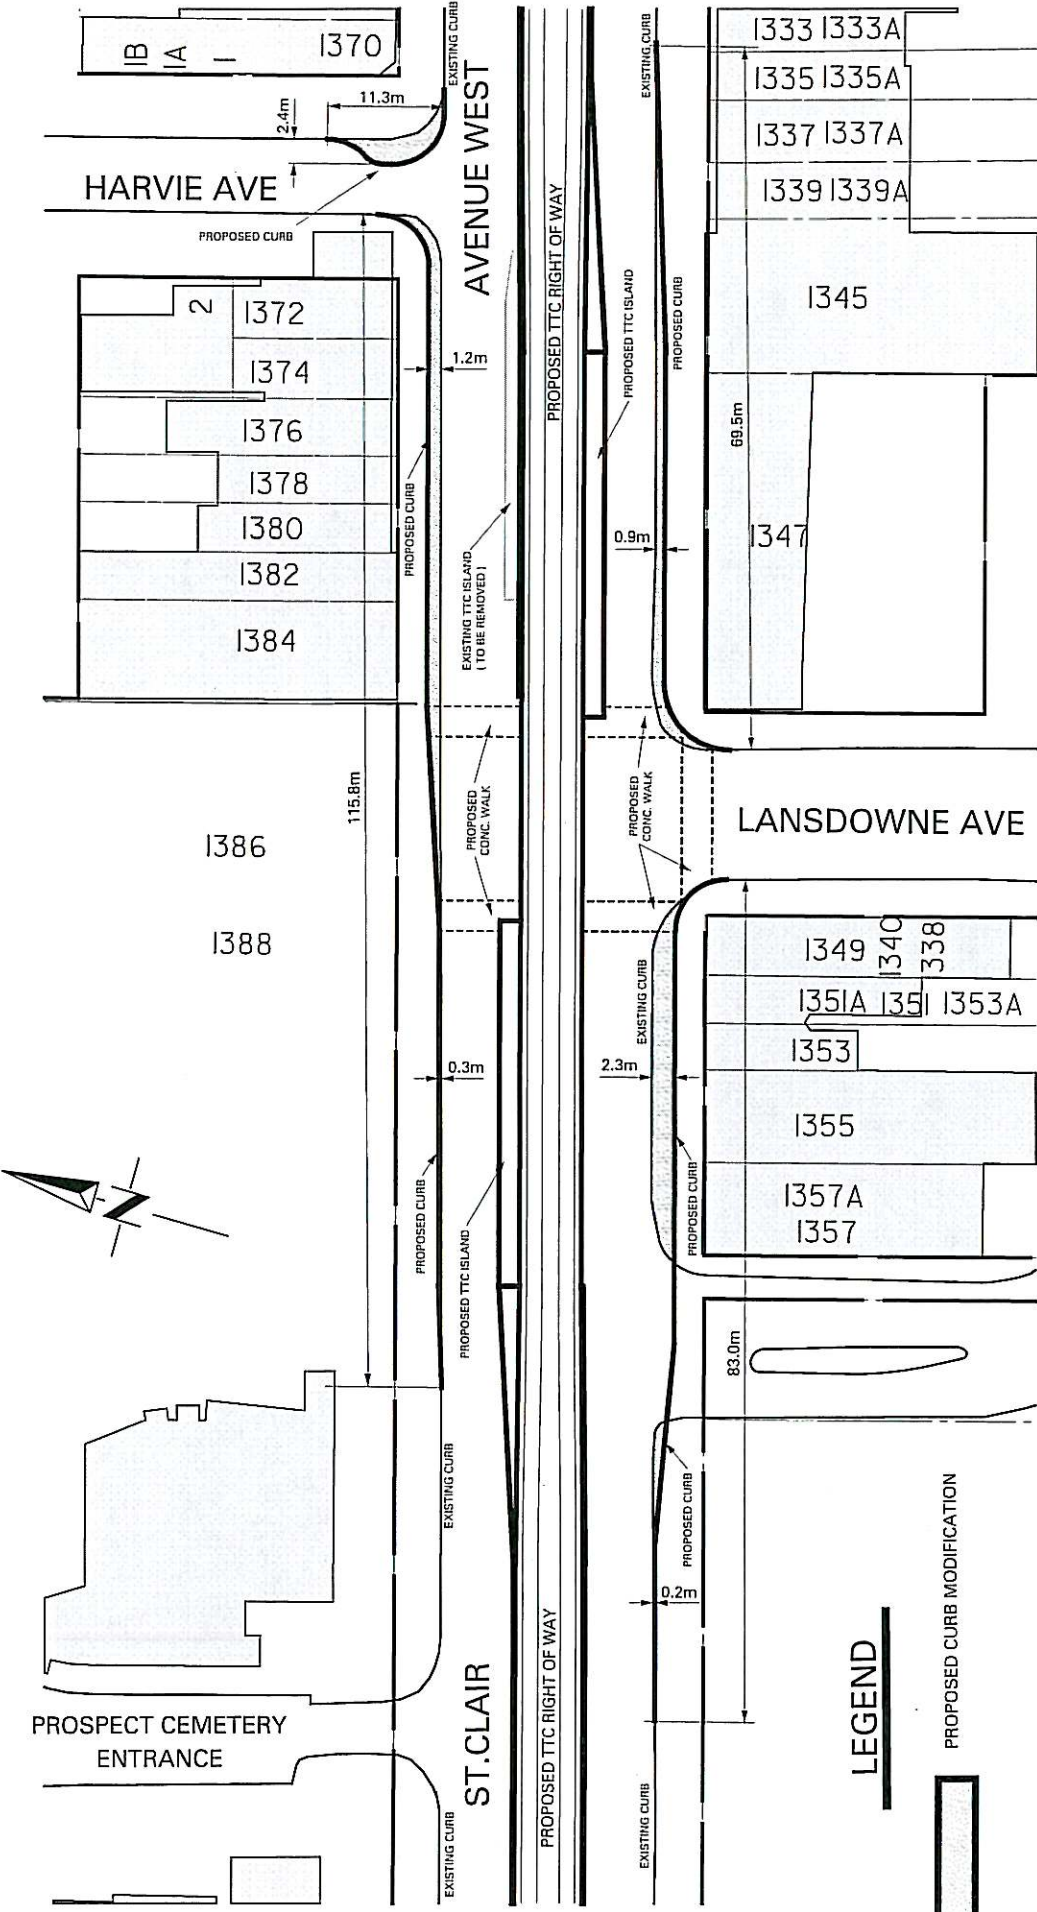 1370
1B
1A
1
EXISTING CURB
11.3m
2.4m
HARVIE AVE
PROPOSED CURB
AVENUE WEST
PROPOSED TTC RIGHT OF WAY
PROPOSED TTC ISLAND
EXISTING CURB
PROPOSED CURB
1333 1333A
1335 1335A
1337 1337A
1339 1339A
1345
69.5m
1347
2
1372
1374
1376
1378
1380
1382
1384
1.2m
PROPOSED CURB
EXISTING TTC ISLAND
( TO BE REMOVED )
0.9m
115.8m
1386
1388
PROPOSED
CONC. WALK
PROPOSED
CONC. WALK
LANSDOWNE AVE
1349
1340
1338
1351A 1351 1353A
1353
1355
1357A
1357
EXISTING CURB
0.3m
2.3m
PROPOSED CURB
PROPOSED TTC ISLAND
PROPOSED CURB
83.0m
EXISTING CURB
PROPOSED CURB
0.2m
PROSPECT CEMETERY
ENTRANCE
ST.CLAIR
PROPOSED TTC RIGHT OF WAY
EXISTING CURB
EXISTING CURB
LEGEND
PROPOSED CURB MODIFICATION
N